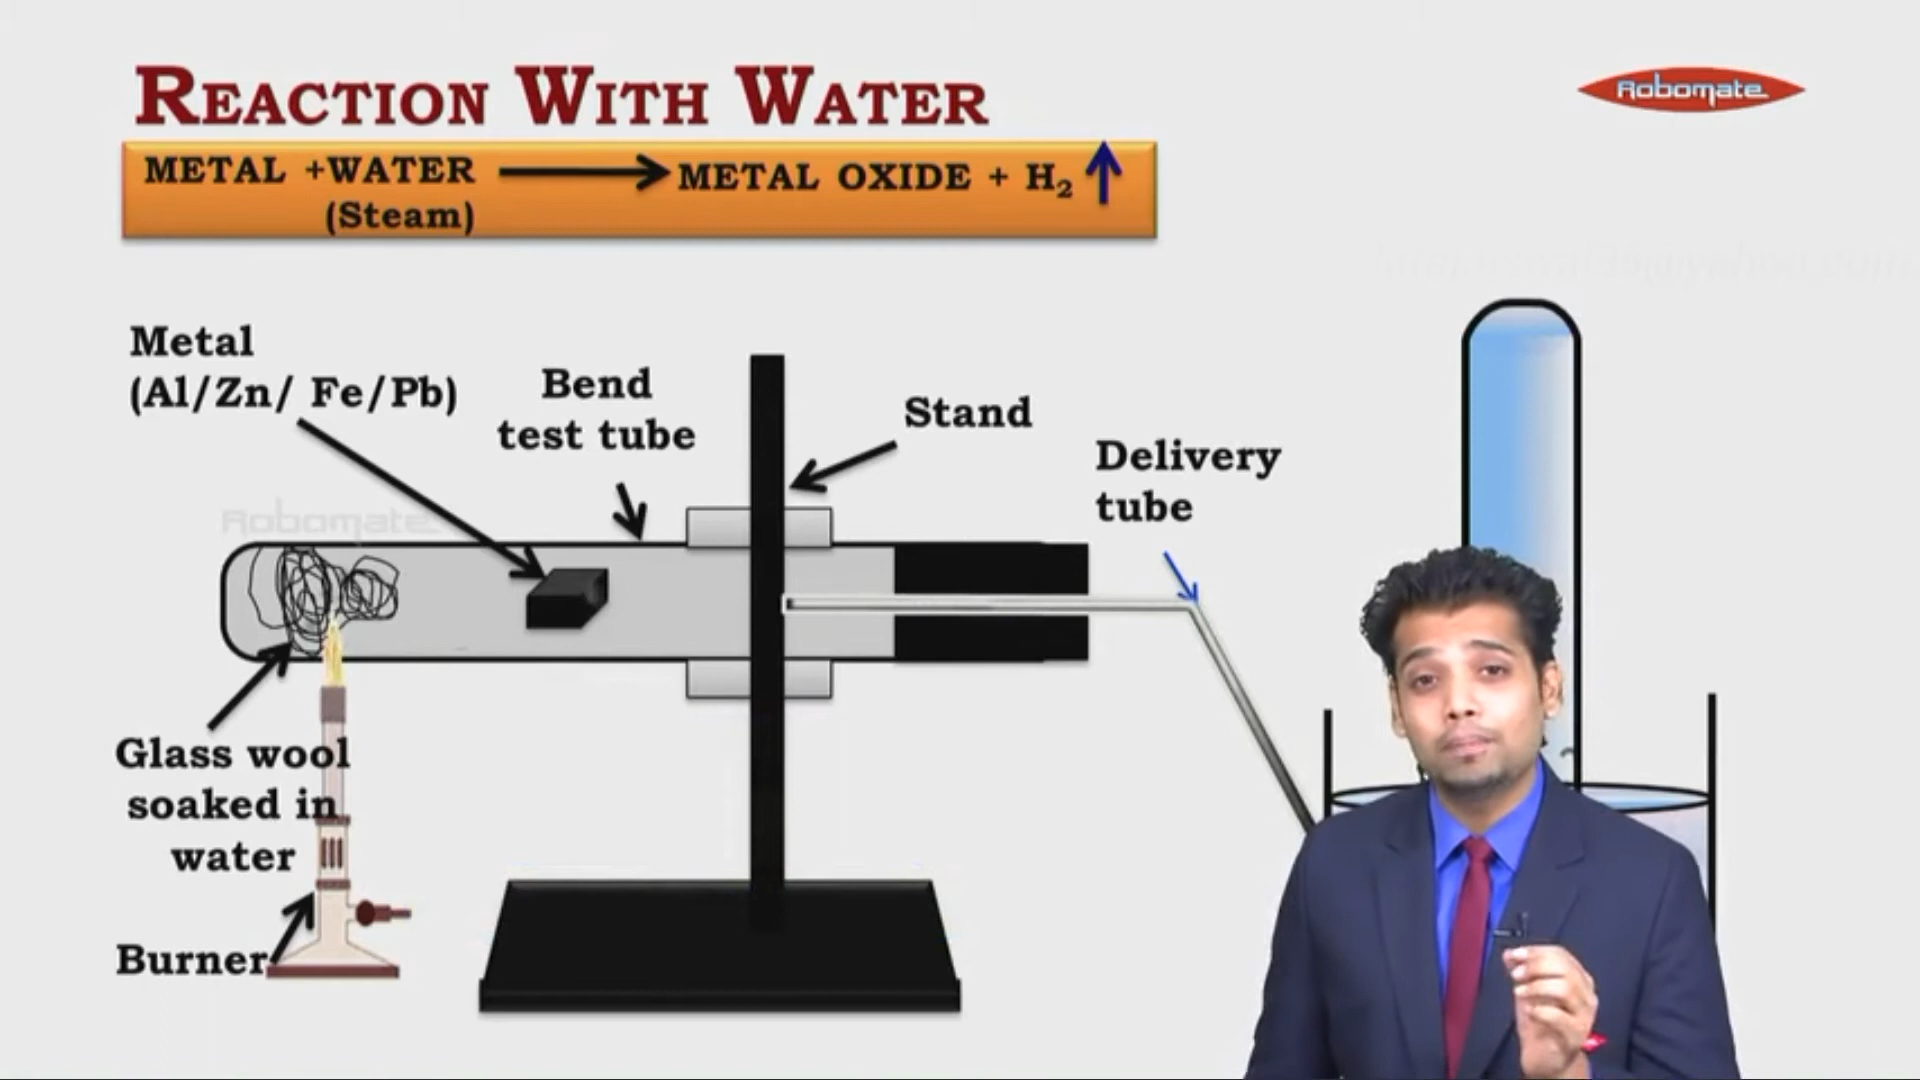 REACTION WITH WATER
Robomate
METAL +WATER → METAL OXIDE + H₂ ↑
(Steam)
Metal
(Al/Zn/ Fe/Pb)
Bend
test tube
Stand
Delivery
tube
Robomate
Glass wool
soaked in
water
Burner